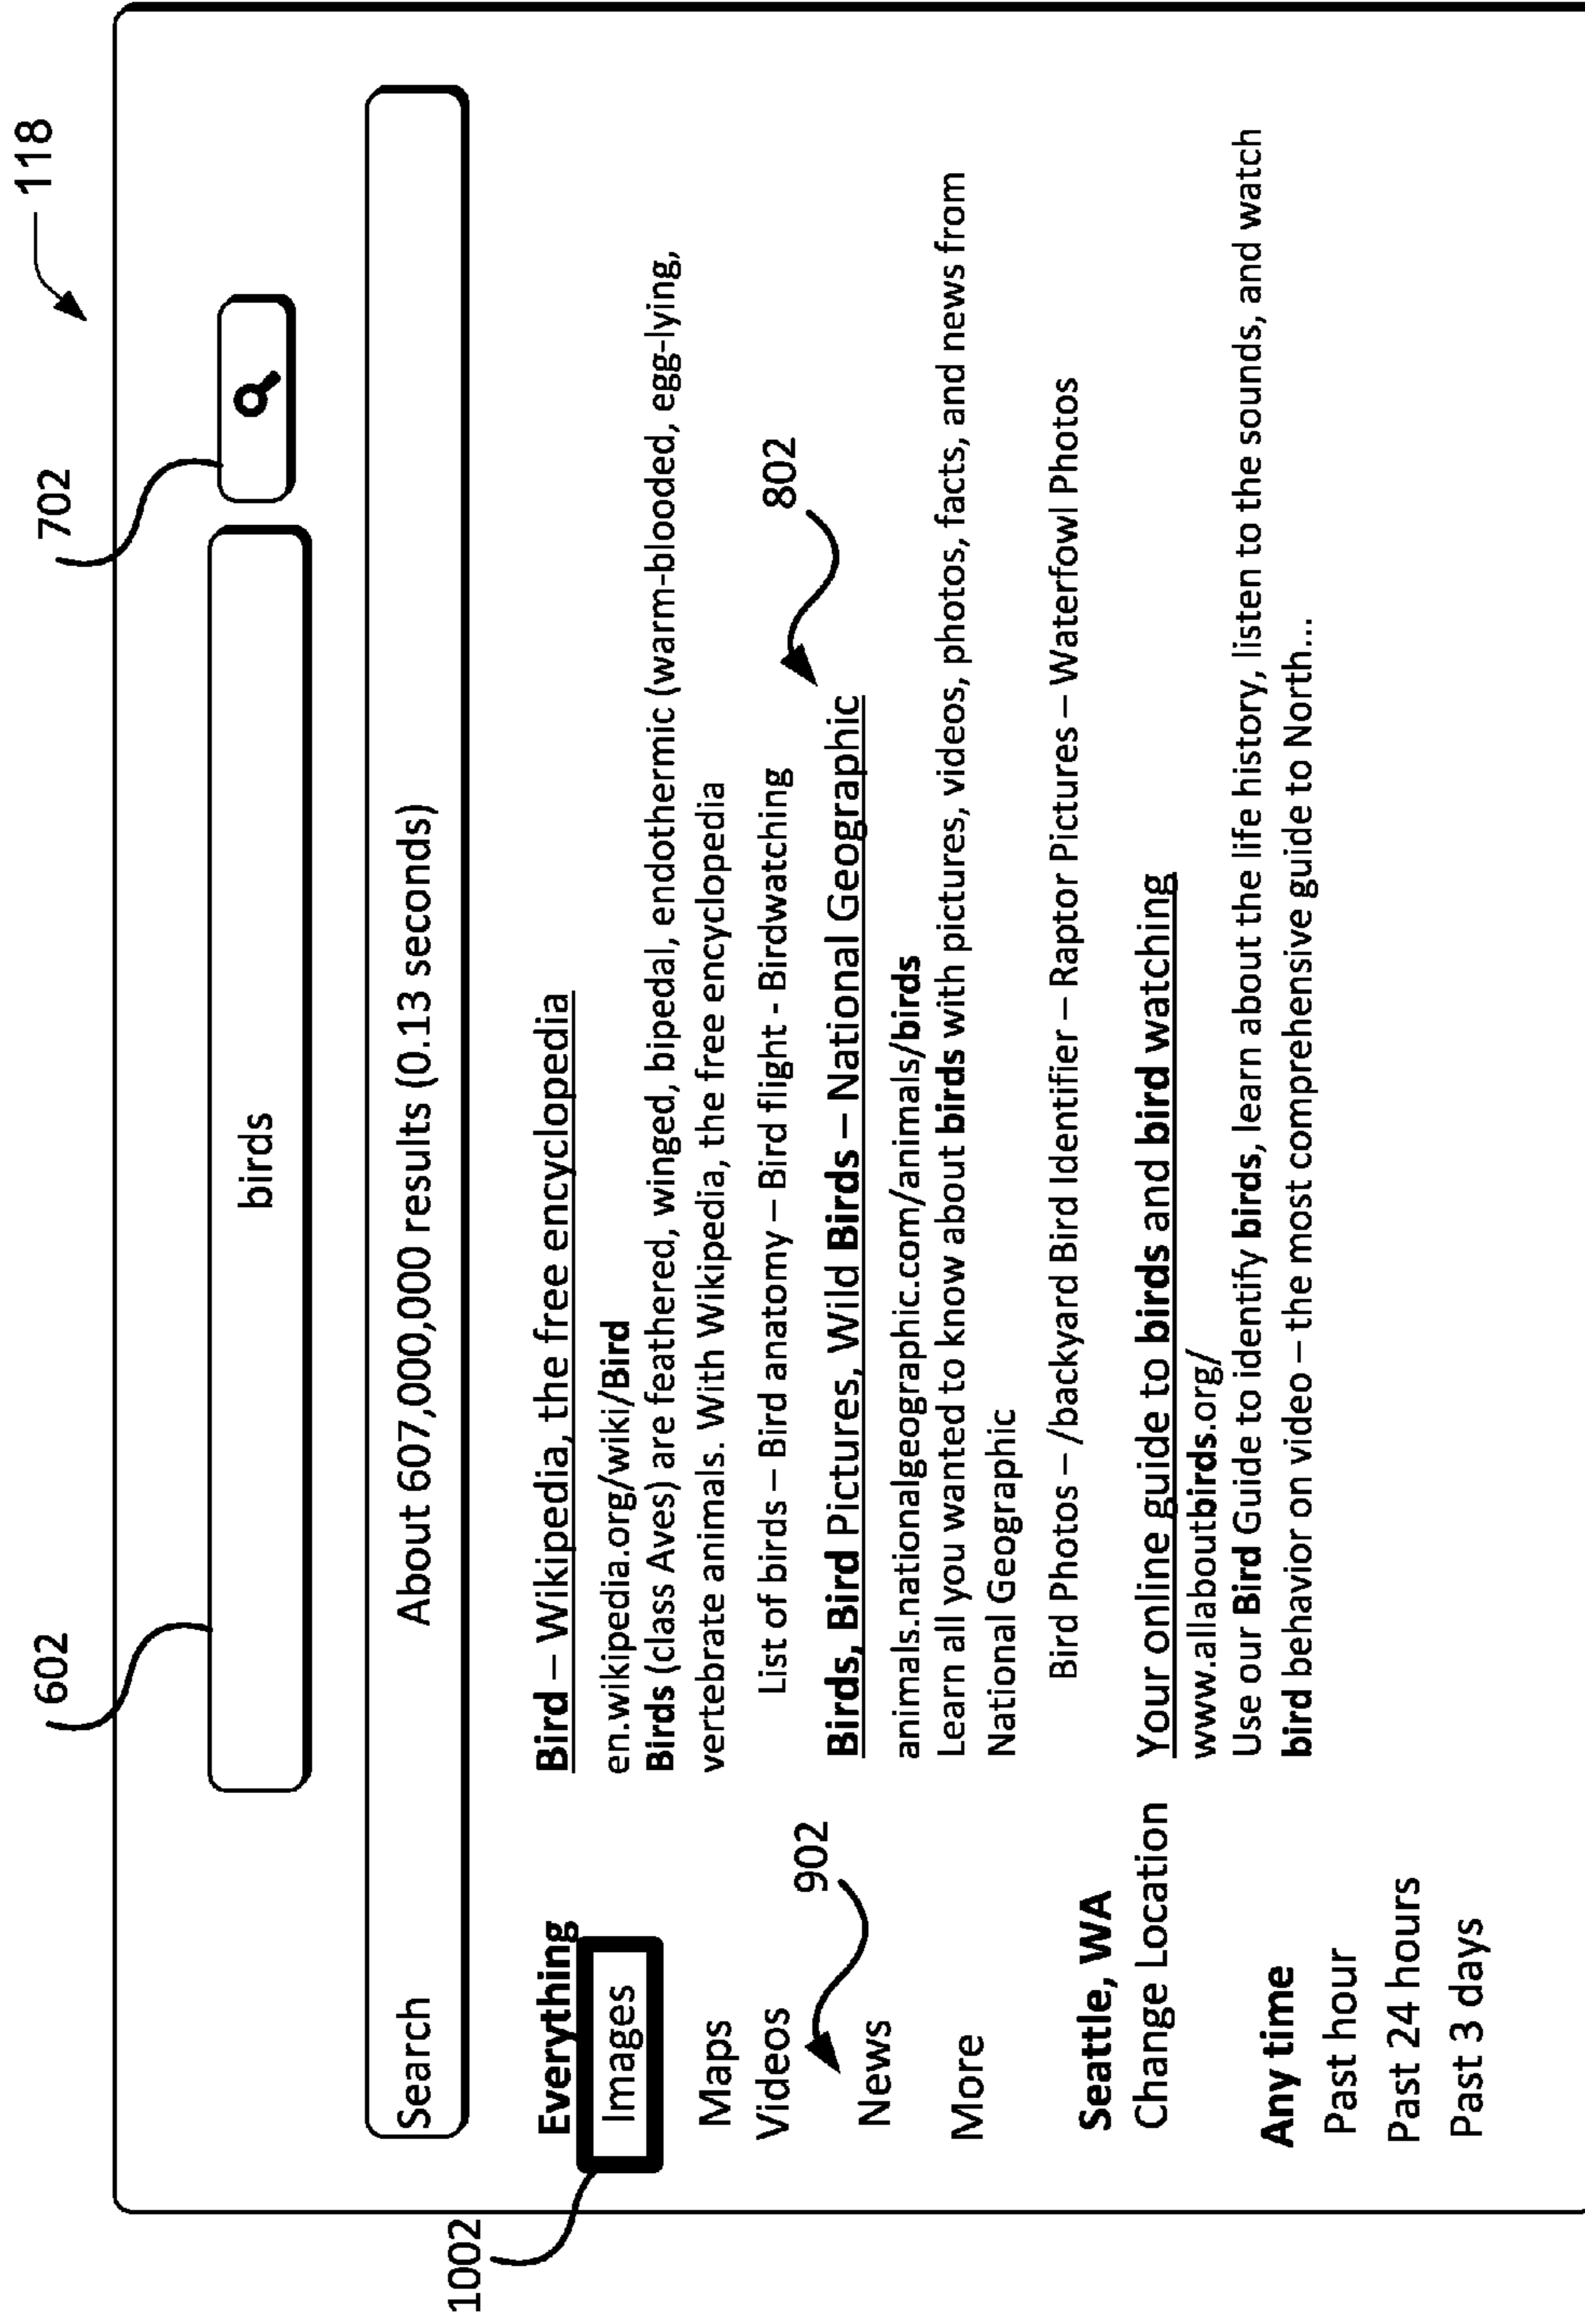 118
602
702
birds
Search
About 607,000,000 results (0.13 seconds)
1002
Everything
Images
Maps
Videos
902
News
More
Seattle, WA
Change Location
Any time
Past hour
Past 24 hours
Past 3 days
Bird – Wikipedia, the free encyclopedia
en.wikipedia.org/wiki/Bird
Birds (class Aves) are feathered, winged, bipedal, endothermic (warm-blooded, egg-lying,
vertebrate animals. With Wikipedia, the free encyclopedia
List of birds – Bird anatomy – Bird flight - Birdwatching
802
Birds, Bird Pictures, Wild Birds – National Geographic
animals.nationalgeographic.com/animals/birds
Learn all you wanted to know about birds with pictures, videos, photos, facts, and news from
National Geographic
Bird Photos – /backyard Bird Identifier – Raptor Pictures – Waterfowl Photos
Your online guide to birds and bird watching
www.allaboutbirds.org/
Use our Bird Guide to identify birds, learn about the life history, listen to the sounds, and watch
bird behavior on video – the most comprehensive guide to North...